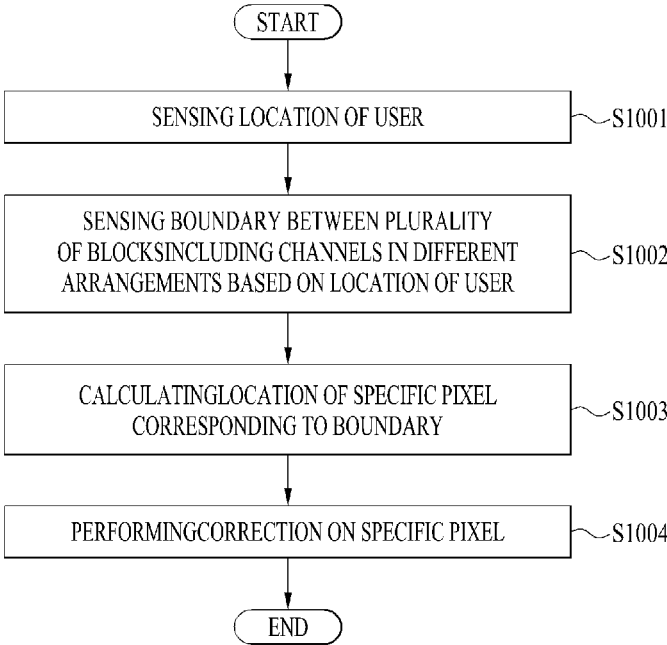 START
SENSING LOCATION OF USER
S1001
SENSING BOUNDARY BETWEEN PLURALITY
OF BLOCKSINCLUDING CHANNELS IN DIFFERENT
ARRANGEMENTS BASED ON LOCATION OF USER
S1002
CALCULATINGLOCATION OF SPECIFIC PIXEL
CORRESPONDING TO BOUNDARY
S1003
PERFORMINGCORRECTION ON SPECIFIC PIXEL
S1004
END